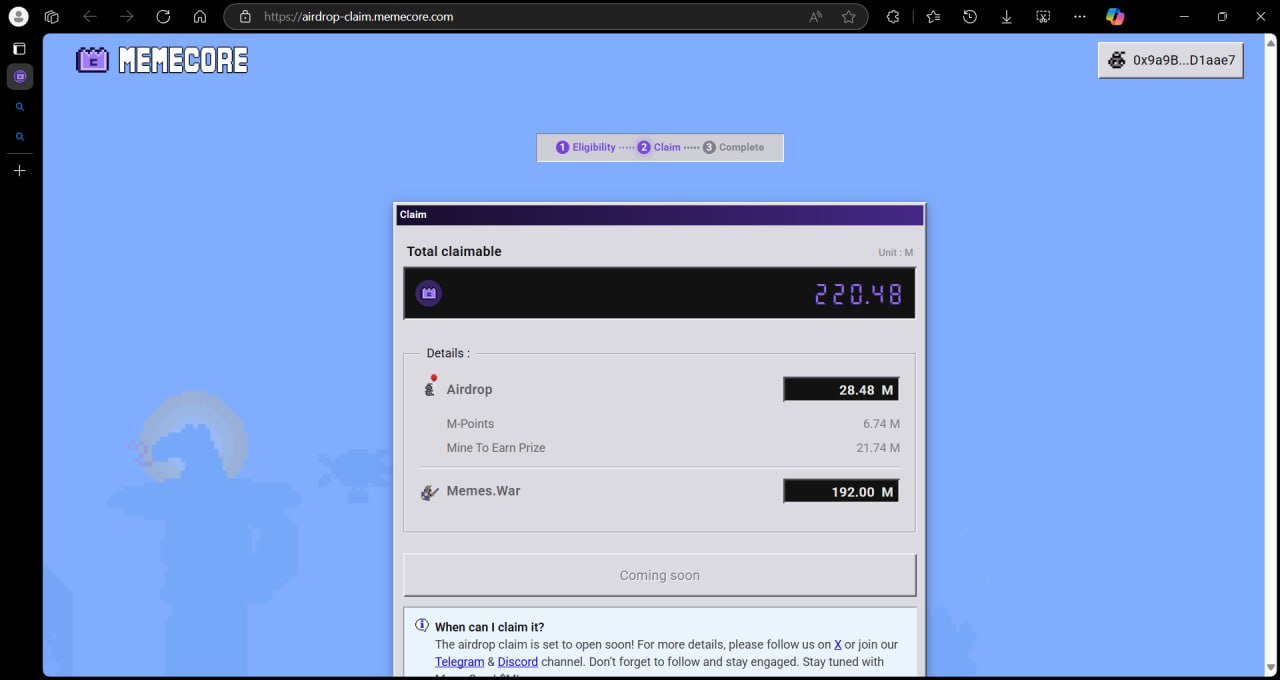 https://airdrop-claim.memecore.com
MEMECORE
0x9a9B...D1aae7
1 Eligibility ····· 2 Claim ····· 3 Complete
Claim
Total claimable Unit : M
220.48
Details :
Airdrop 28.48 M
M-Points 6.74 M
Mine To Earn Prize 21.74 M
Memes.War 192.00 M
Coming soon
When can I claim it?
The airdrop claim is set to open soon! For more details, please follow us on X or join our
Telegram & Discord channel. Don't forget to follow and stay engaged. Stay tuned with